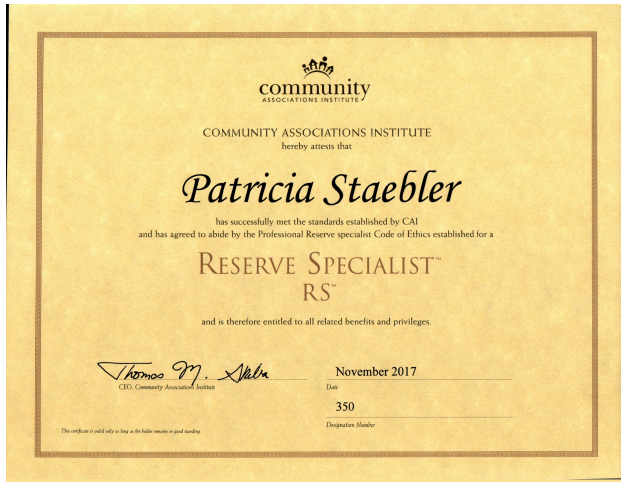 community
ASSOCIATIONS INSTITUTE
COMMUNITY ASSOCIATIONS INSTITUTE
hereby attests that
Patricia Staebler
has successfully met the standards established by CAI
and has agreed to abide by the Professional Reserve specialist Code of Ethics established for a
RESERVE SPECIALIST™
RS™
and is therefore entitled to all related benefits and privileges.
Thomas M. Skiba
CEO, Community Associations Institute
November 2017
Date
350
Designation Number
This certificate is valid only as long as the holder remains in good standing.